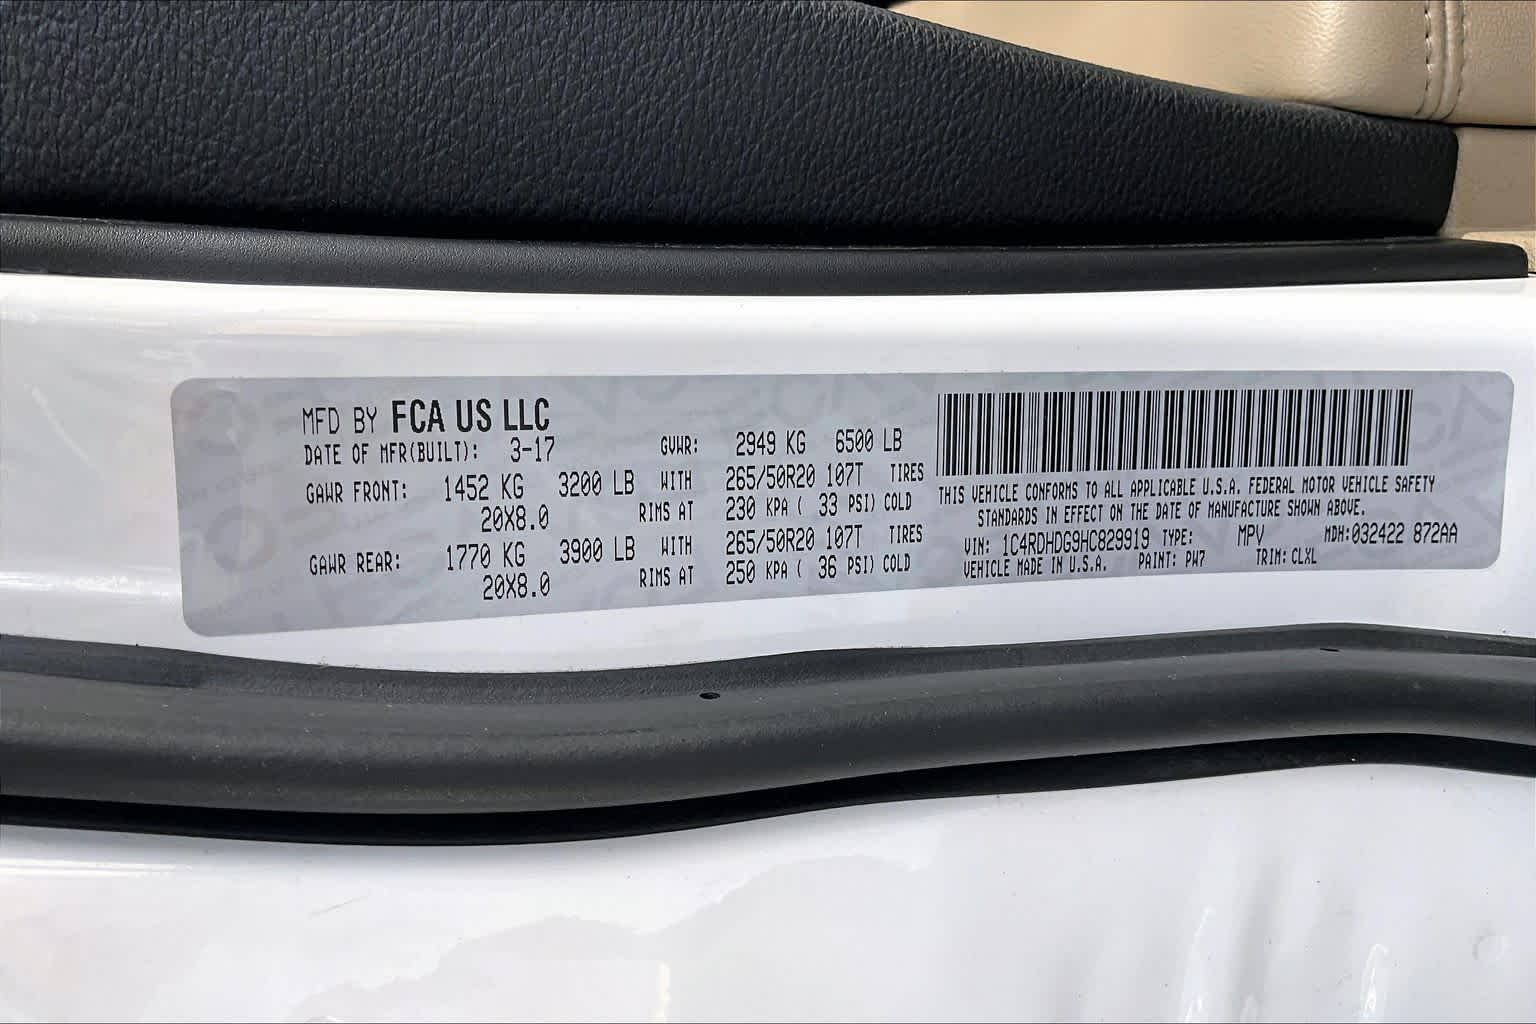 MFD BY FCA US LLC
DATE OF MFR(BUILT): 3-17 GVWR: 2949 KG 6500 LB
GAWR FRONT: 1452 KG 3200 LB WITH 265/50R20 107T TIRES
20X8.0 RIMS AT 230 KPA ( 33 PSI) COLD
GAWR REAR: 1770 KG 3900 LB WITH 265/50R20 107T TIRES
20X8.0 RIMS AT 250 KPA ( 36 PSI) COLD
THIS VEHICLE CONFORMS TO ALL APPLICABLE U.S.A. FEDERAL MOTOR VEHICLE SAFETY
STANDARDS IN EFFECT ON THE DATE OF MANUFACTURE SHOWN ABOVE.
VIN: 1C4RDHDG9HC829919 TYPE: MPV MDH:032422 872AA
VEHICLE MADE IN U.S.A. PAINT: PW7 TRIM: CLXL